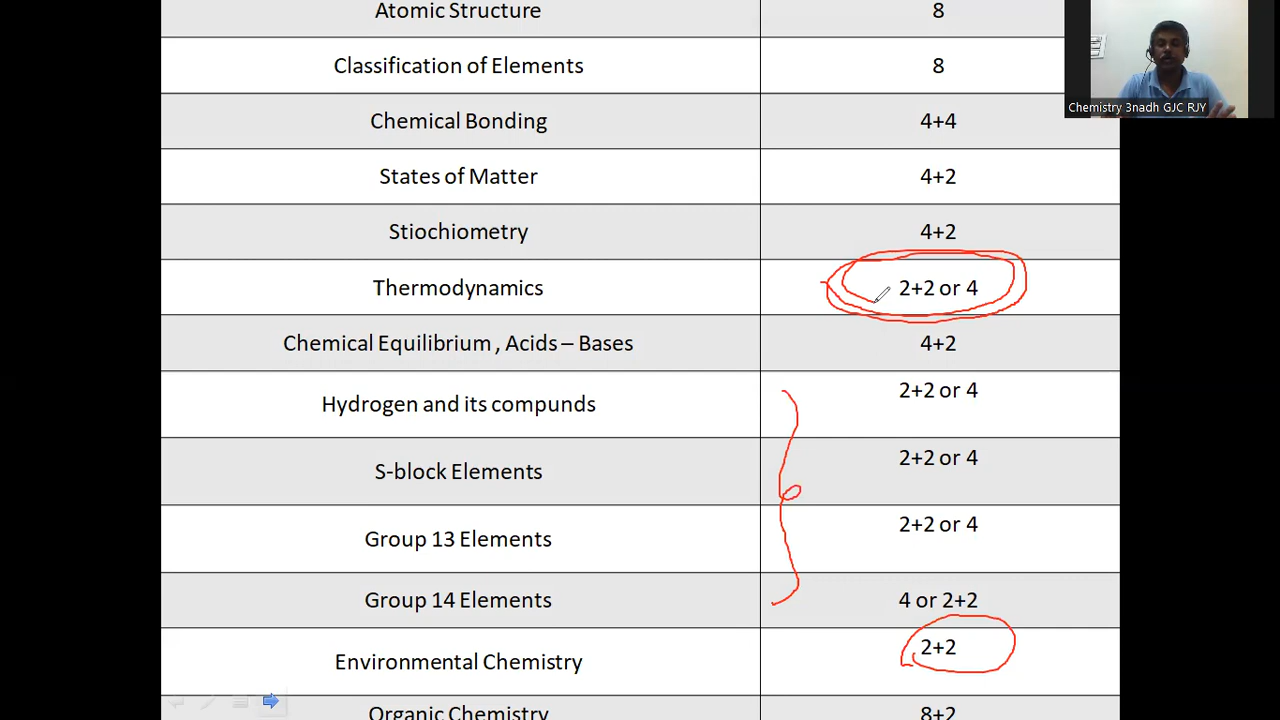 Atomic Structure 8
Classification of Elements 8
Chemical Bonding 4+4
States of Matter 4+2
Stiochiometry 4+2
Thermodynamics 2+2 or 4
Chemical Equilibrium , Acids – Bases 4+2
Hydrogen and its compunds 2+2 or 4
S-block Elements 2+2 or 4
Group 13 Elements 2+2 or 4
Group 14 Elements 4 or 2+2
Environmental Chemistry 2+2
Organic Chemistry 8+2
Chemistry 3nadh GJC RJY